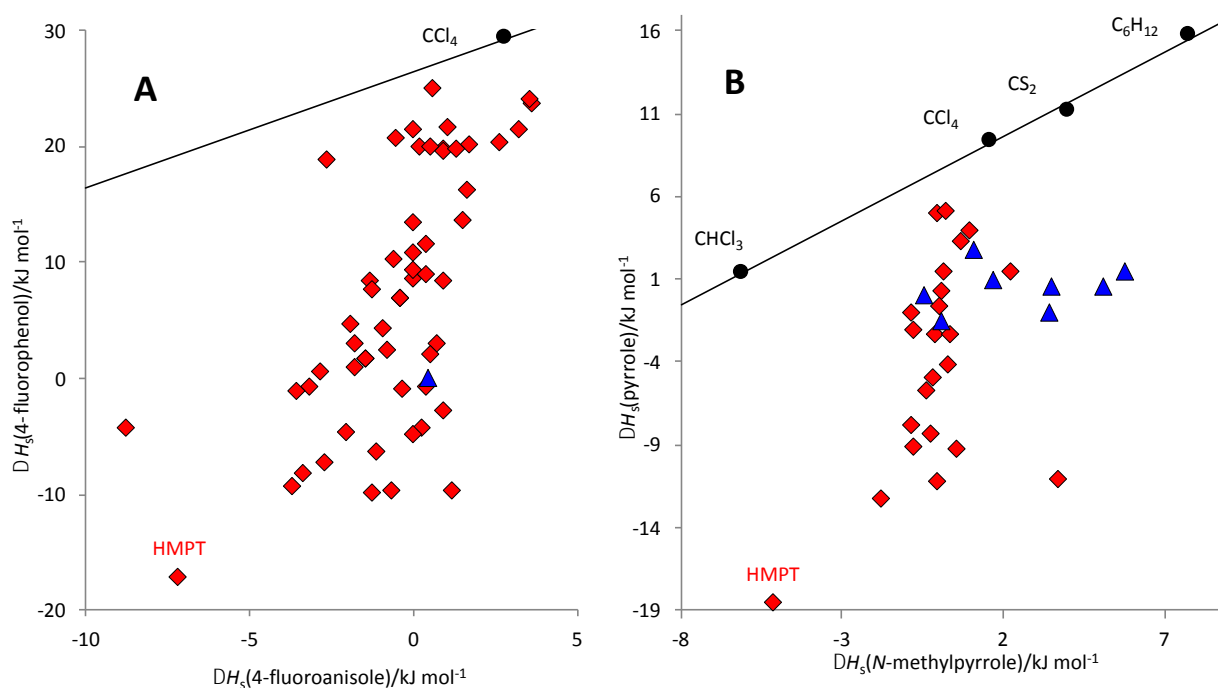 A
30
20
10
0
-10
-20
-10
-5
0
5
CCl₄
HMPT
DHₛ(4-fluorophenol)/kJ mol⁻¹
DHₛ(4-fluoroanisole)/kJ mol⁻¹
B
16
11
6
1
-4
-9
-14
-19
-8
-3
2
7
C₆H₁₂
CS₂
CCl₄
CHCl₃
HMPT
DHₛ(pyrrole)/kJ mol⁻¹
DHₛ(N-methylpyrrole)/kJ mol⁻¹